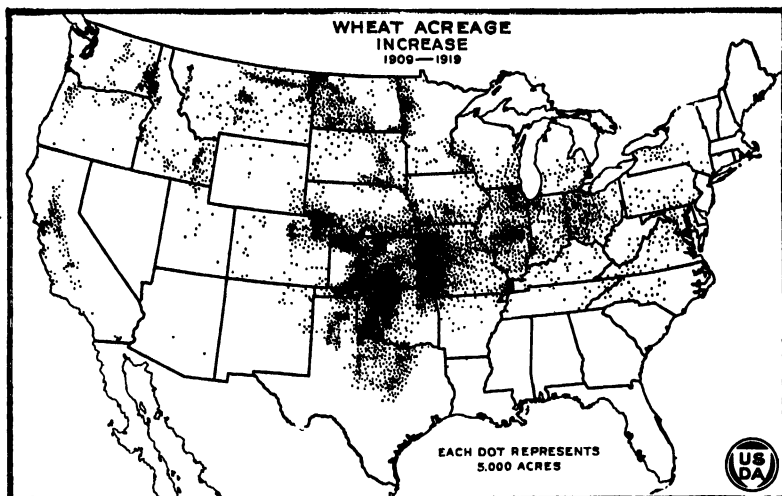 WHEAT ACREAGE
INCREASE
1909—1919
EACH DOT REPRESENTS
5.000 ACRES
US
DA